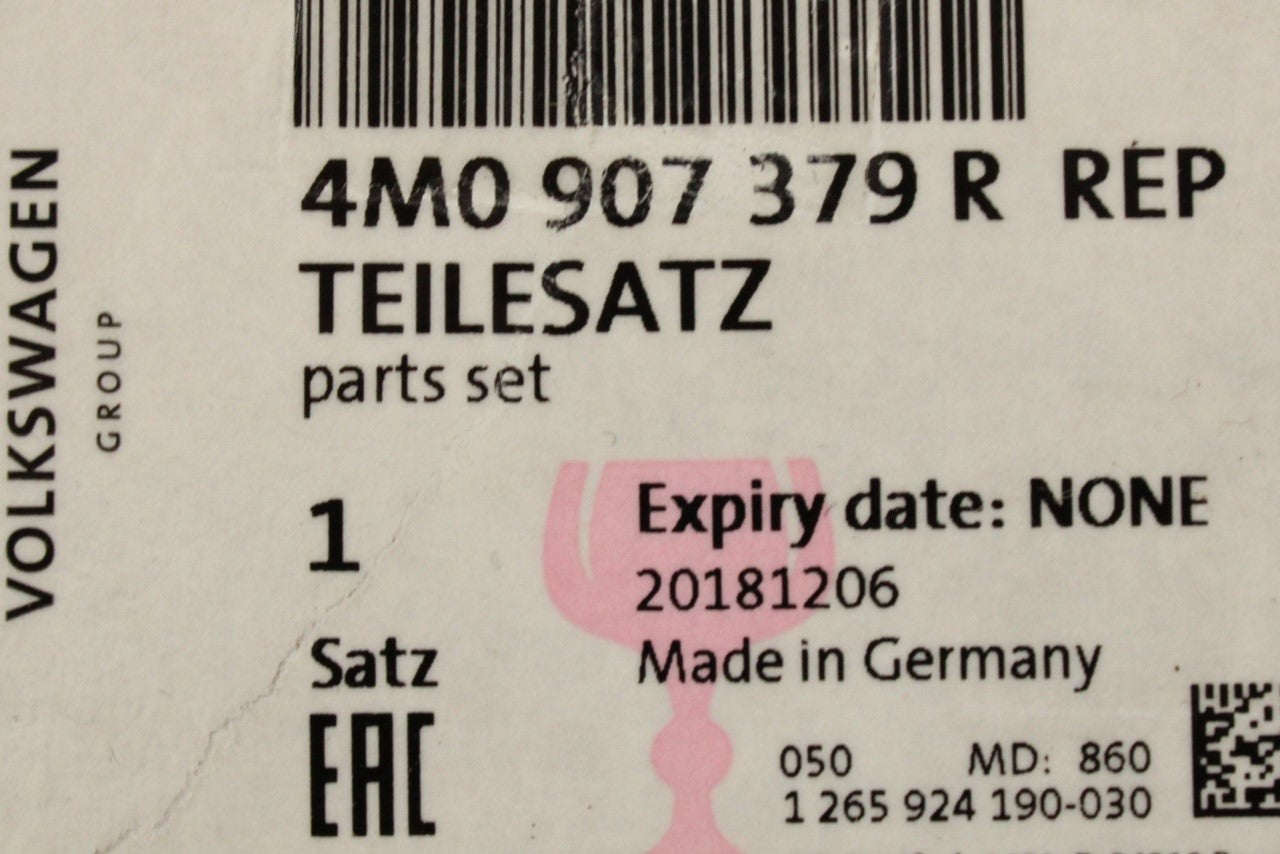 VOLKSWAGEN
GROUP
4M0 907 379 R REP
TEILESATZ
parts set
1
Expiry date: NONE
20181206
Satz
Made in Germany
EAC
050 MD: 860
1 265 924 190-030